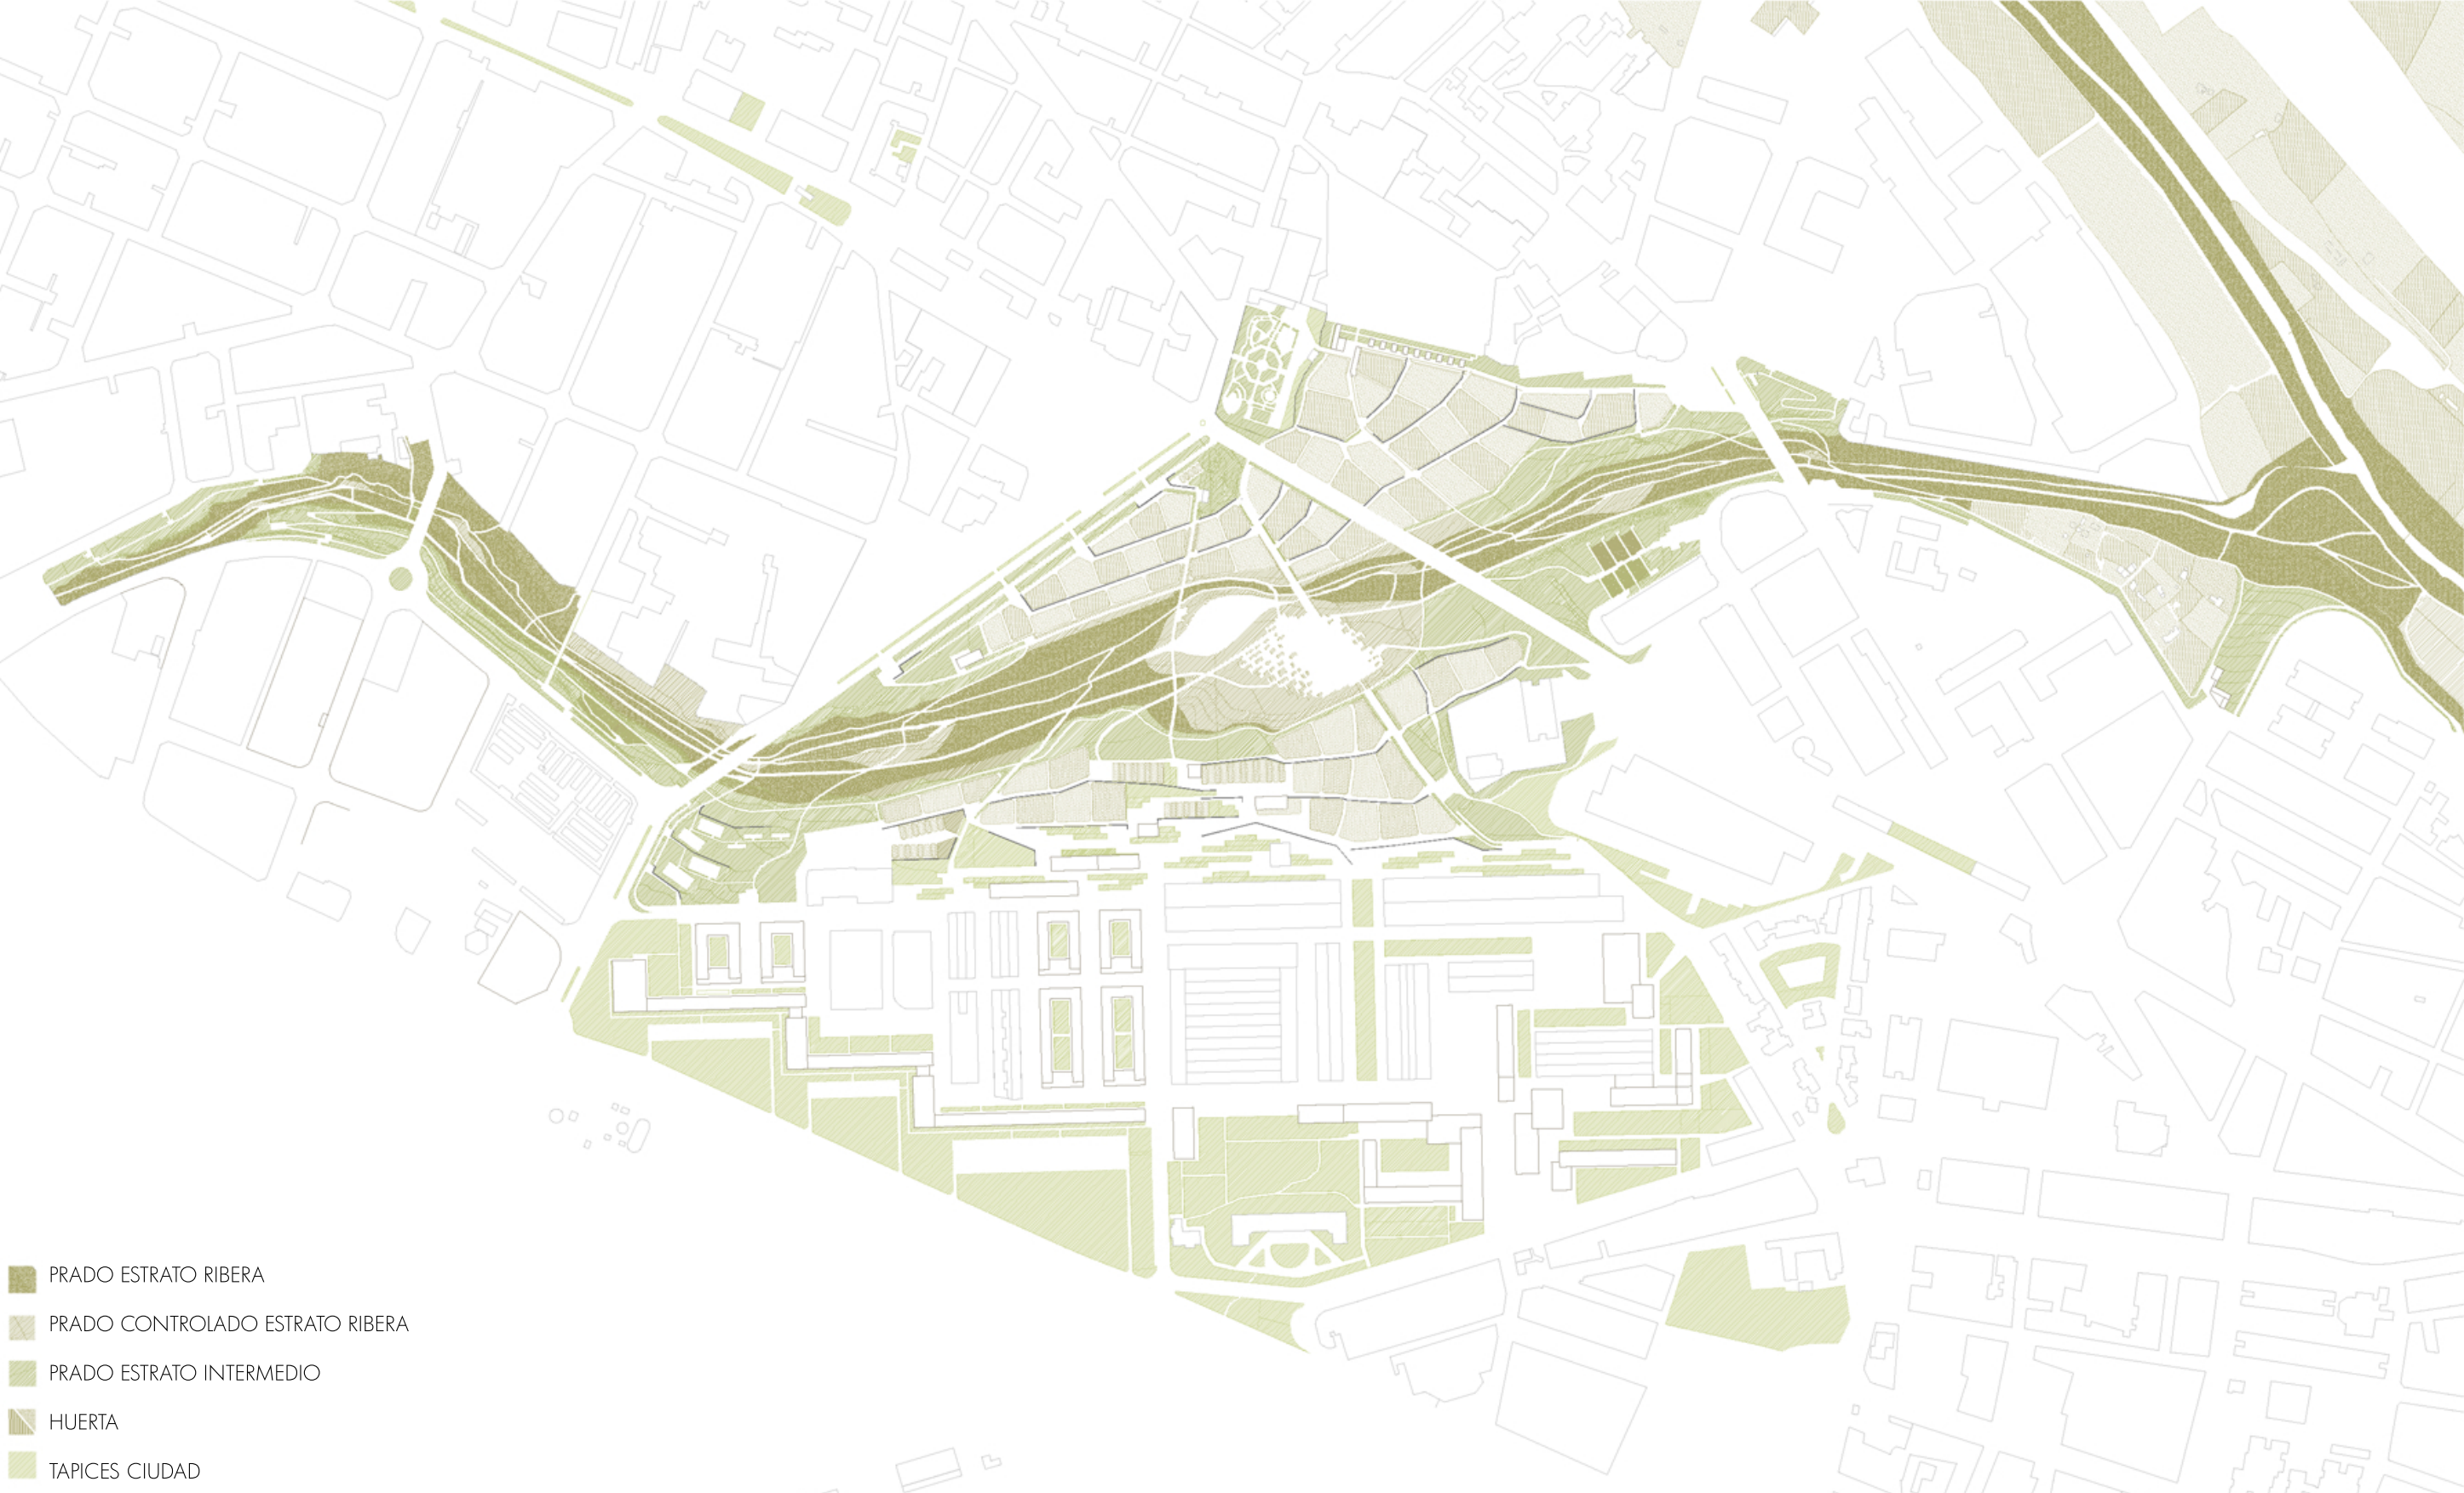 PRADO ESTRATO RIBERA
PRADO CONTROLADO ESTRATO RIBERA
PRADO ESTRATO INTERMEDIO
HUERTA
TAPICES CIUDAD